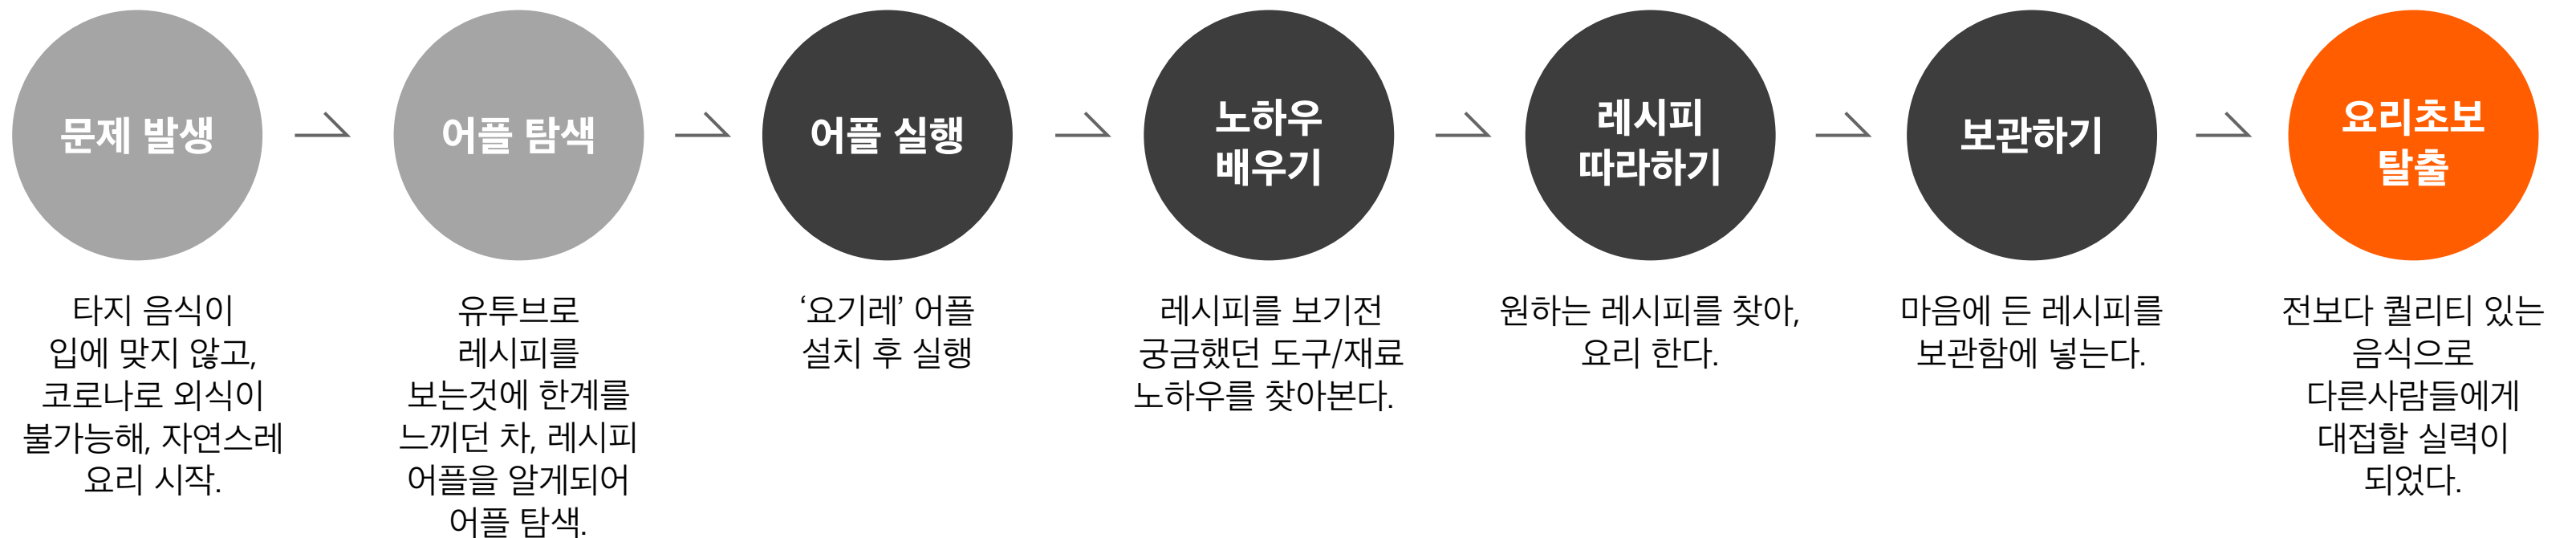 문제 발생
타지 음식이
입에 맞지 않고,
코로나로 외식이
불가능해, 자연스레
요리 시작.
어플 탐색
유투브로
레시피를
보는것에 한계를
느끼던 차, 레시피
어플을 알게되어
어플 탐색.
어플 실행
‘요기레’ 어플
설치 후 실행
노하우
배우기
레시피를 보기전
궁금했던 도구/재료
노하우를 찾아본다.
레시피
따라하기
원하는 레시피를 찾아,
요리 한다.
보관하기
마음에 든 레시피를
보관함에 넣는다.
요리초보
탈출
전보다 퀄리티 있는
음식으로
다른사람들에게
대접할 실력이
되었다.